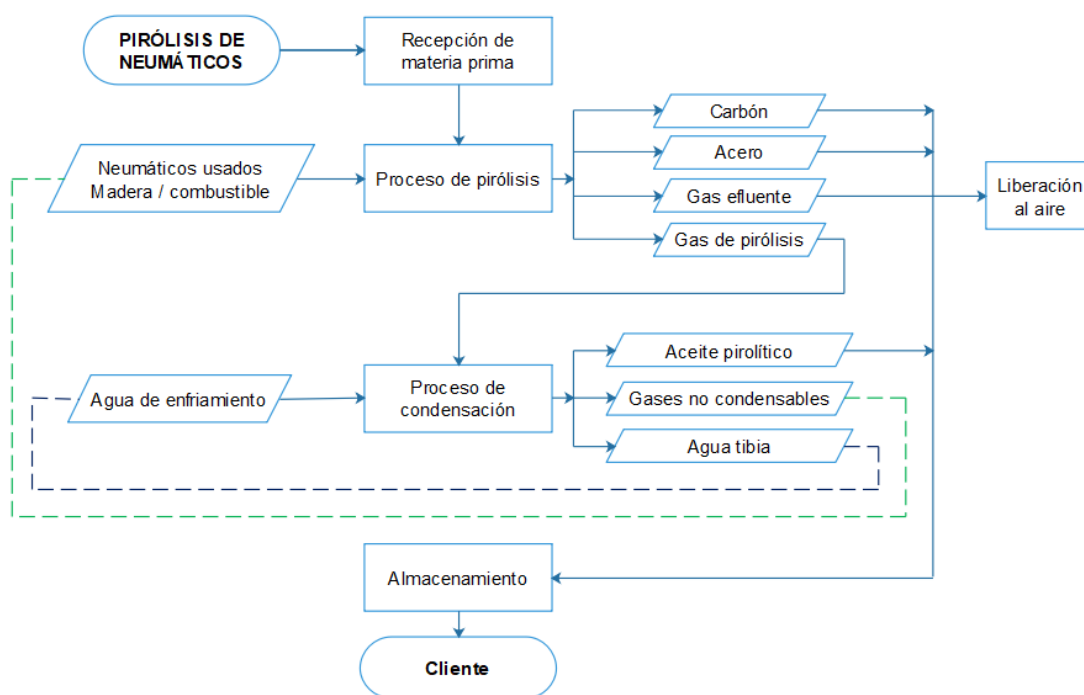 PIRÓLISIS DE
NEUMÁTICOS
Recepción de
materia prima
Neumáticos usados
Madera / combustible
Proceso de pirólisis
Carbón
Acero
Gas efluente
Gas de pirólisis
Liberación
al aire
Agua de enfriamiento
Proceso de
condensación
Aceite pirolítico
Gases no condensables
Agua tibia
Almacenamiento
Cliente